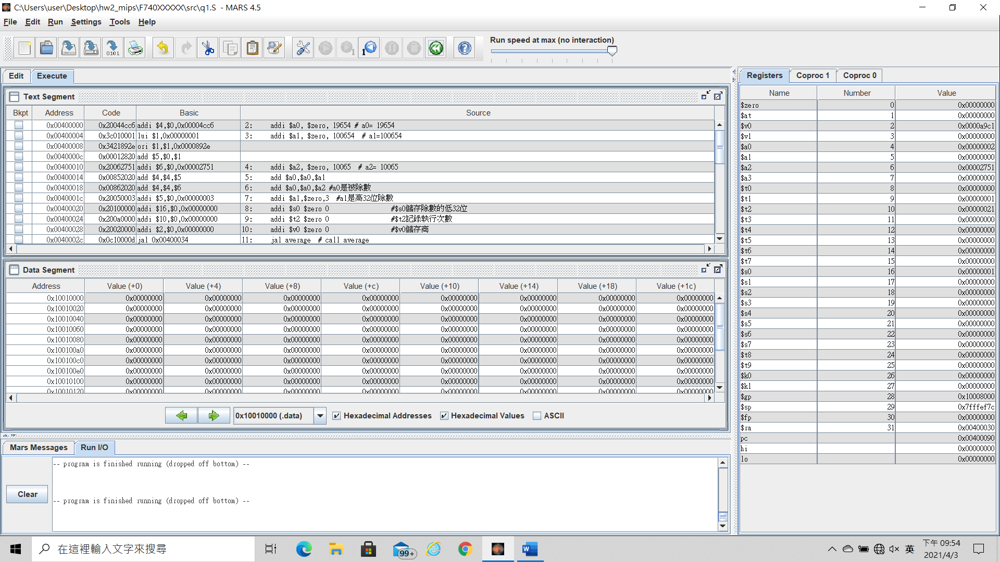 C:\Users\user\Desktop\hw2_mips\F740XXXXX\src\q1.S - MARS 4.5
File Edit Run Settings Tools Help
Run speed at max (no interaction)
Edit Execute
Text Segment
Bkpt Address Code Basic Source
0x00400000 0x20044cc6 addi $4,$0,0x00004cc6 2: addi $a0, $zero, 19654 # a0= 19654
0x00400004 0x3c010001 lui $1,0x00000001 3: addi $a1, $zero, 100654 # a1=100654
0x00400008 0x3421892e ori $1,$1,0x0000892e
0x0040000c 0x00012820 add $5,$0,$1
0x00400010 0x20062751 addi $6,$0,0x00002751 4: addi $a2, $zero, 10065 # a2= 10065
0x00400014 0x00852020 add $4,$4,$5 5: add $a0,$a0,$a1
0x00400018 0x00862020 add $4,$4,$6 6: add $a0,$a0,$a2 #a0是被除數
0x0040001c 0x20050003 addi $5,$0,0x00000003 7: addi $a1,$zero,3 #a1是高32位除數
0x00400020 0x20100000 addi $16,$0,0x00000000 8: addi $s0 $zero 0 #$s0儲存除數的低32位
0x00400024 0x200a0000 addi $10,$0,0x00000000 9: addi $t2 $zero 0 #$t2記錄執行次數
0x00400028 0x20020000 addi $2,$0,0x00000000 10: addi $v0 $zero 0 #$v0儲存商
0x0040002c 0x0c10000d jal 0x00400034 11: jal average # call average
Data Segment
Address Value (+0) Value (+4) Value (+8) Value (+c) Value (+10) Value (+14) Value (+18) Value (+1c)
0x10010000 0x00000000 0x00000000 0x00000000 0x00000000 0x00000000 0x00000000 0x00000000 0x00000000
0x10010020 0x00000000 0x00000000 0x00000000 0x00000000 0x00000000 0x00000000 0x00000000 0x00000000
0x10010040 0x00000000 0x00000000 0x00000000 0x00000000 0x00000000 0x00000000 0x00000000 0x00000000
0x10010060 0x00000000 0x00000000 0x00000000 0x00000000 0x00000000 0x00000000 0x00000000 0x00000000
0x10010080 0x00000000 0x00000000 0x00000000 0x00000000 0x00000000 0x00000000 0x00000000 0x00000000
0x100100a0 0x00000000 0x00000000 0x00000000 0x00000000 0x00000000 0x00000000 0x00000000 0x00000000
0x100100c0 0x00000000 0x00000000 0x00000000 0x00000000 0x00000000 0x00000000 0x00000000 0x00000000
0x100100e0 0x00000000 0x00000000 0x00000000 0x00000000 0x00000000 0x00000000 0x00000000 0x00000000
0x10010100 0x00000000 0x00000000 0x00000000 0x00000000 0x00000000 0x00000000 0x00000000 0x00000000
0x10010120 0x00000000 0x00000000 0x00000000 0x00000000 0x00000000 0x00000000 0x00000000 0x00000000
0x10010000 (.data) Hexadecimal Addresses Hexadecimal Values ASCII
Mars Messages Run I/O
-- program is finished running (dropped off bottom) --
Clear
-- program is finished running (dropped off bottom) --
Registers Coproc 1 Coproc 0
Name Number Value
$zero 0 0x00000000
$at 1 0x00000000
$v0 2 0x0000a9c1
$v1 3 0x00000000
$a0 4 0x00000002
$a1 5 0x00000000
$a2 6 0x00002751
$a3 7 0x00000000
$t0 8 0x00000000
$t1 9 0x00000001
$t2 10 0x00000021
$t3 11 0x00000000
$t4 12 0x00000000
$t5 13 0x00000000
$t6 14 0x00000000
$t7 15 0x00000000
$s0 16 0x00000001
$s1 17 0x00000000
$s2 18 0x00000000
$s3 19 0x00000000
$s4 20 0x00000000
$s5 21 0x00000000
$s6 22 0x00000000
$s7 23 0x00000000
$t8 24 0x00000000
$t9 25 0x00000000
$k0 26 0x00000000
$k1 27 0x00000000
$gp 28 0x10008000
$sp 29 0x7fffef7c
$fp 30 0x00000000
$ra 31 0x00400030
pc 0x00400090
hi 0x00000000
lo 0x00000000
在這裡輸入文字來搜尋
99+
英
下午 09:54
2021/4/3